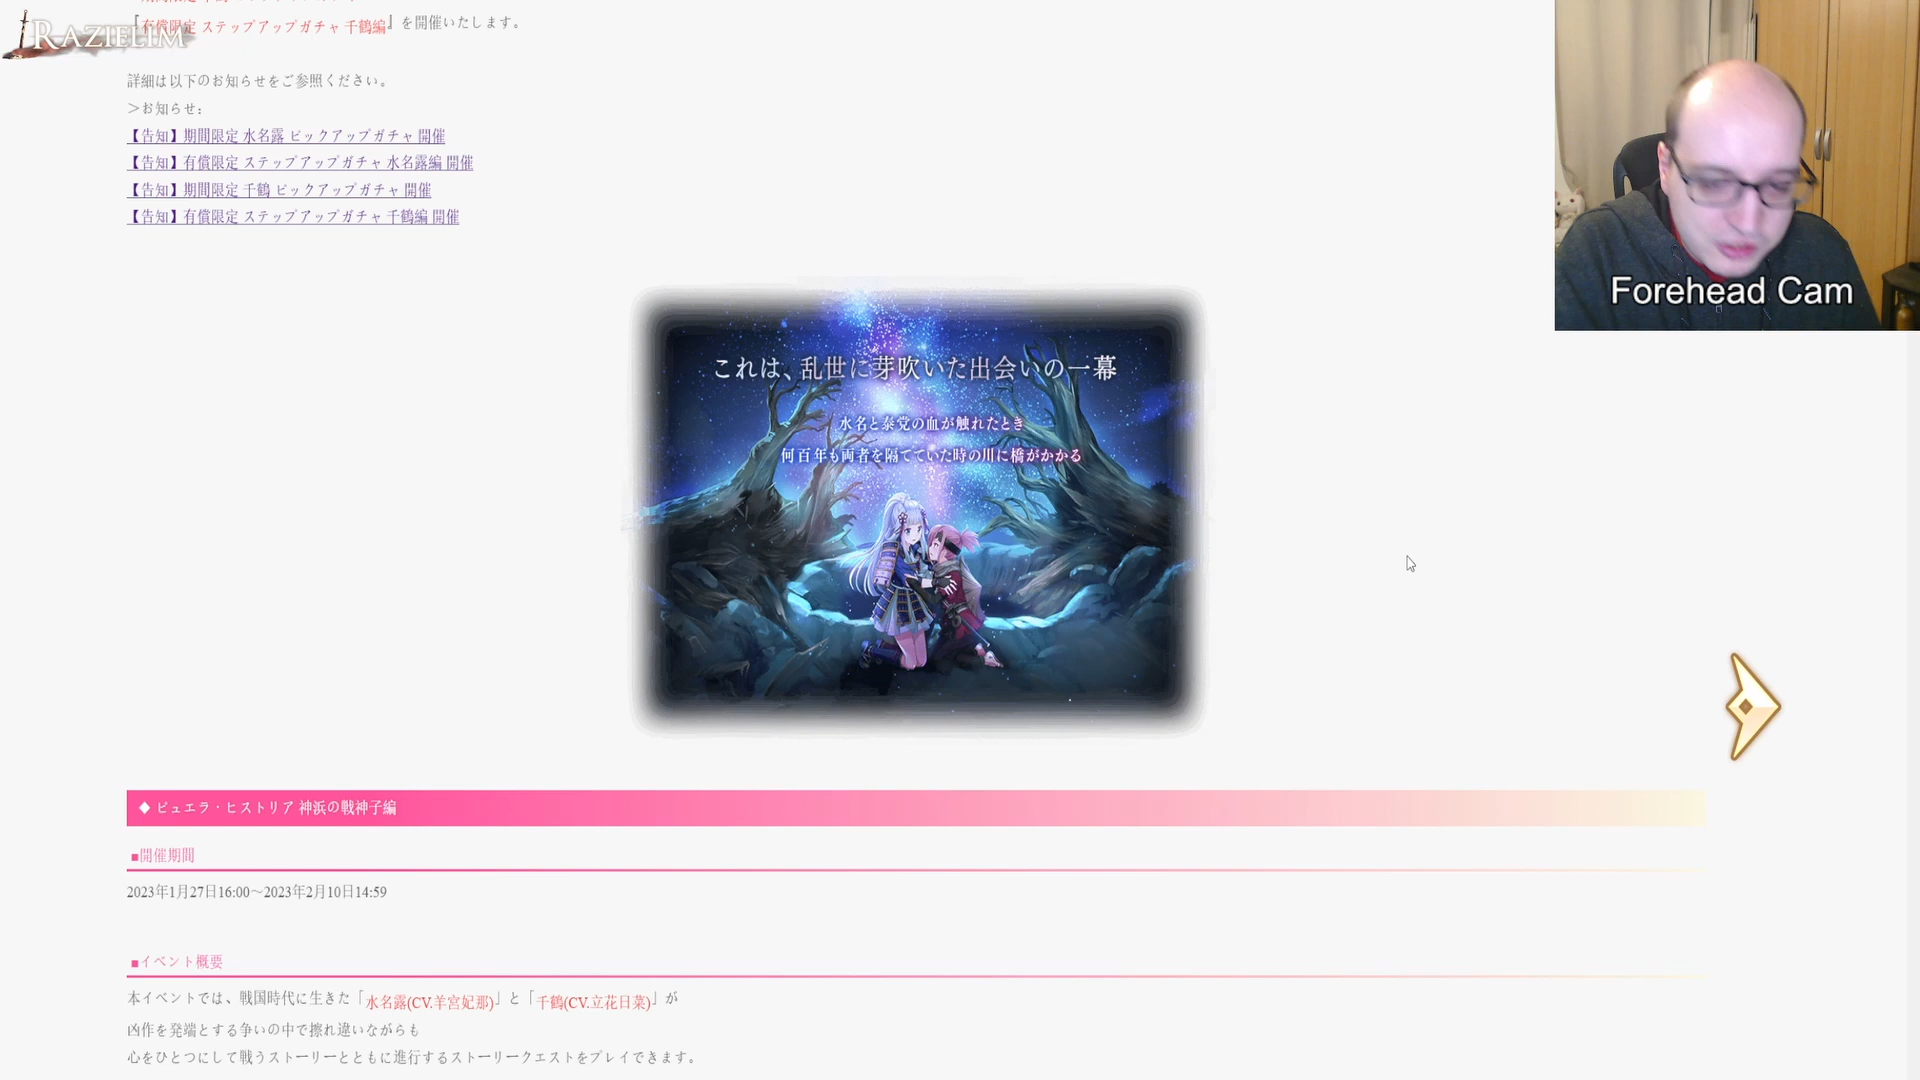 『有償限定 ステップアップガチャ 千鶴編』を開催いたします。
RAZIELIM
詳細は以下のお知らせをご参照ください。
＞お知らせ：
【告知】期間限定 水名露 ピックアップガチャ 開催
【告知】有償限定 ステップアップガチャ 水名露編 開催
【告知】期間限定 千鶴 ピックアップガチャ 開催
【告知】有償限定 ステップアップガチャ 千鶴編 開催
Forehead Cam
これは、乱世に芽吹いた出会いの一幕
水名と泰党の血が触れたとき
何百年も両者を隔てていた時の川に橋がかかる
◆ ピュエラ・ヒストリア 神浜の戦神子編
■開催期間
2023年1月27日16:00～2023年2月10日14:59
■イベント概要
本イベントでは、戦国時代に生きた「水名露(CV.羊宮妃那)」と「千鶴(CV.立花日菜)」が
凶作を発端とする争いの中で擦れ違いながらも
心をひとつにして戦うストーリーとともに進行するストーリークエストをプレイできます。